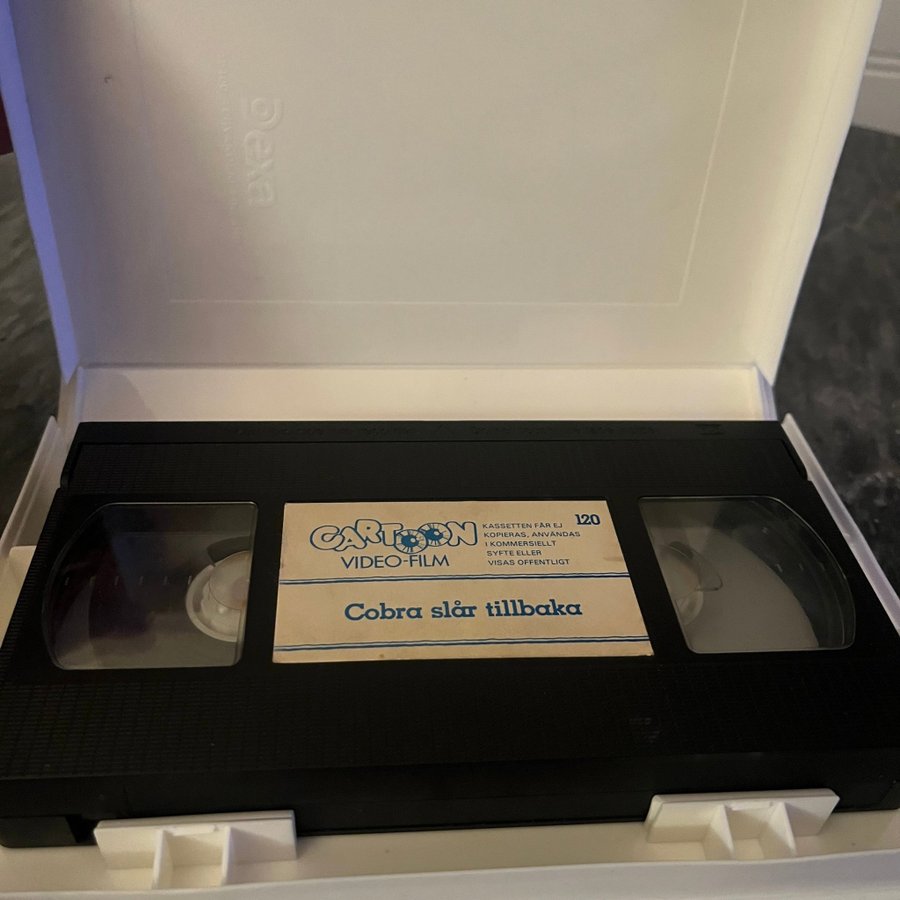 CARTOON
VIDEO-FILM
KASSETTEN FÅR EJ
KOPIERAS, ANVÄNDAS
I KOMMERSIELLT
SYFTE ELLER
VISAS OFFENTLIGT
120
Cobra slår tillbaka